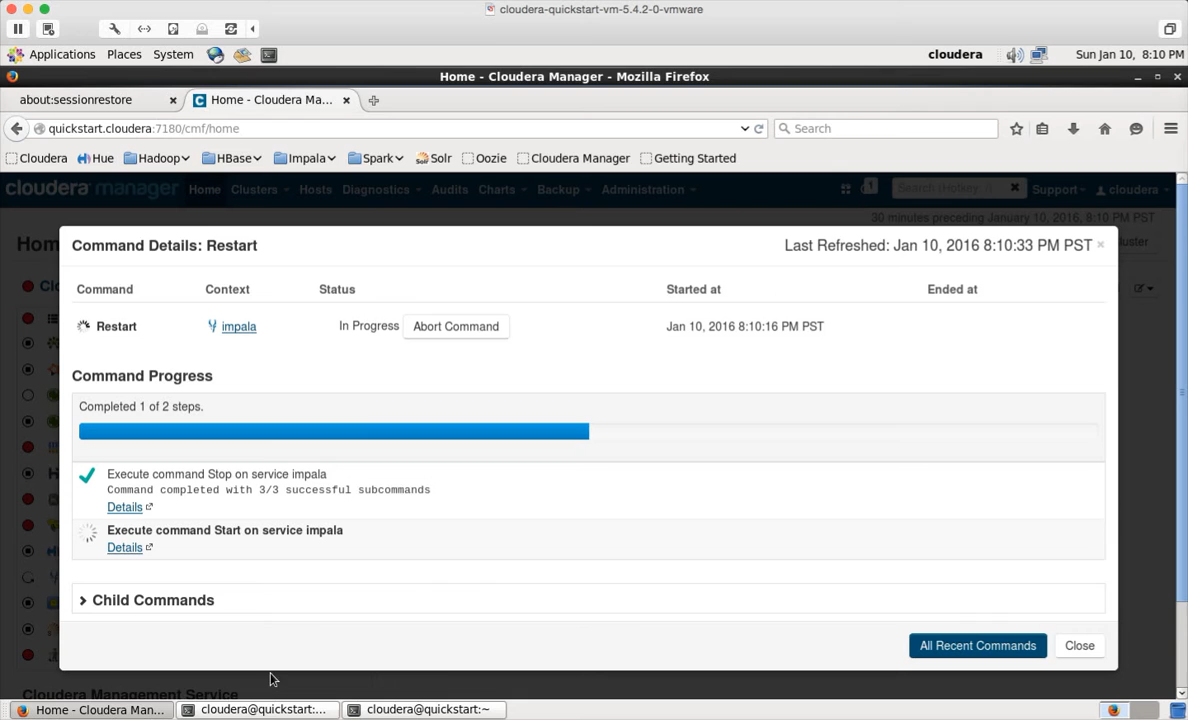 cloudera-quickstart-vm-5.4.2-0-vmware
Applications Places System
cloudera
Sun Jan 10, 8:10 PM
Home - Cloudera Manager - Mozilla Firefox
about:sessionrestore
Home - Cloudera Ma...
quickstart.cloudera:7180/cmf/home
Search
Cloudera Hue Hadoop HBase Impala Spark Solr Oozie Cloudera Manager Getting Started
cloudera manager Home Clusters Hosts Diagnostics Audits Charts Backup Administration 1 Search (Hotkey: /) Support cloudera
30 minutes preceding January 10, 2016, 8:10 PM PST
Command Details: Restart
Last Refreshed: Jan 10, 2016 8:10:33 PM PST
Command Context Status Started at Ended at
Restart impala In Progress Abort Command Jan 10, 2016 8:10:16 PM PST
Command Progress
Completed 1 of 2 steps.
Execute command Stop on service impala
Command completed with 3/3 successful subcommands
Details
Execute command Start on service impala
Details
Child Commands
All Recent Commands Close
Cloudera Management Service
Home - Cloudera Man... cloudera@quickstart:... cloudera@quickstart:~